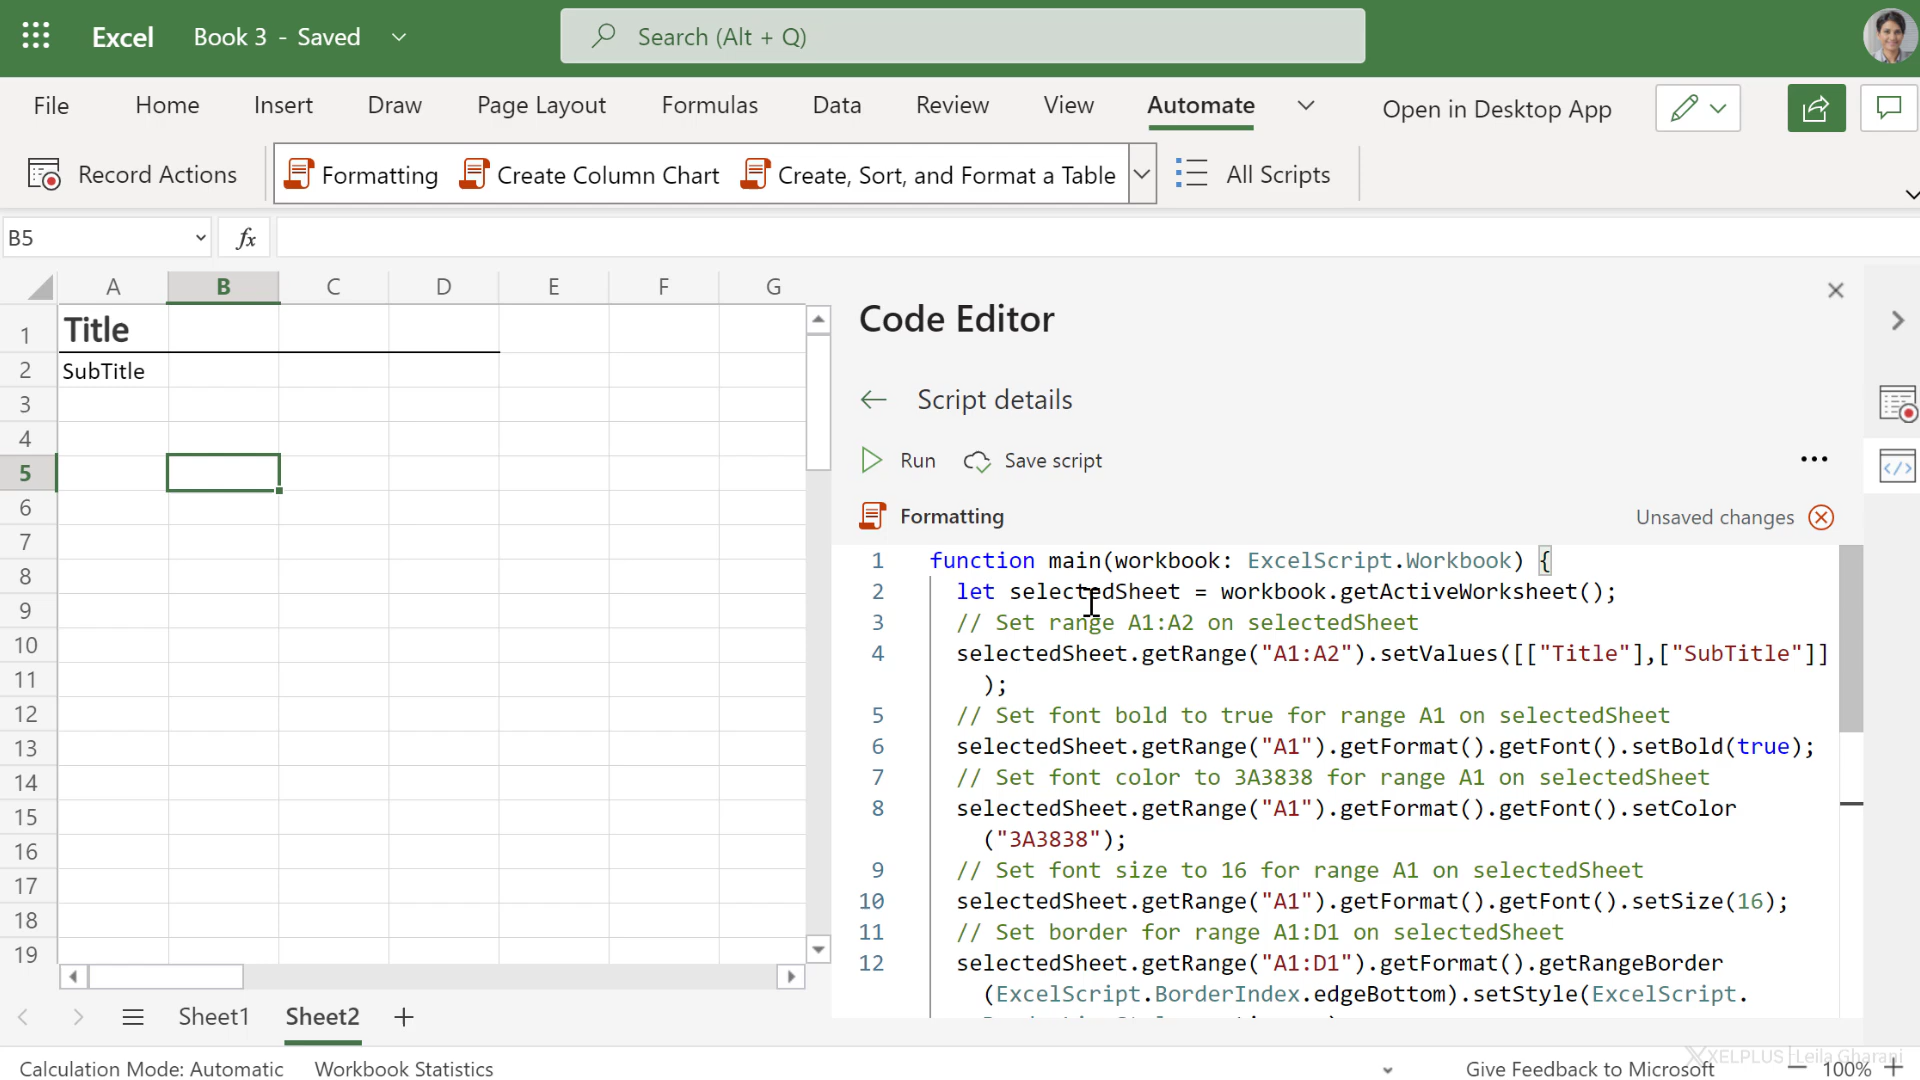 Excel Book 3 - Saved Search (Alt + Q)
File Home Insert Draw Page Layout Formulas Data Review View Automate Open in Desktop App
Record Actions Formatting Create Column Chart Create, Sort, and Format a Table All Scripts
B5 fx
A B C D E F G
1 Title
2 SubTitle
3
4
5
6
7
8
9
10
11
12
13
14
15
16
17
18
19
Sheet1 Sheet2
Code Editor
Script details
Run Save script
Formatting Unsaved changes
1 function main(workbook: ExcelScript.Workbook) {
2 let selectedSheet = workbook.getActiveWorksheet();
3 // Set range A1:A2 on selectedSheet
4 selectedSheet.getRange("A1:A2").setValues([["Title"],["SubTitle"]]
);
5 // Set font bold to true for range A1 on selectedSheet
6 selectedSheet.getRange("A1").getFormat().getFont().setBold(true);
7 // Set font color to 3A3838 for range A1 on selectedSheet
8 selectedSheet.getRange("A1").getFormat().getFont().setColor
("3A3838");
9 // Set font size to 16 for range A1 on selectedSheet
10 selectedSheet.getRange("A1").getFormat().getFont().setSize(16);
11 // Set border for range A1:D1 on selectedSheet
12 selectedSheet.getRange("A1:D1").getFormat().getRangeBorder
(ExcelScript.BorderIndex.edgeBottom).setStyle(ExcelScript.
XELPLUS | Leila Gharani
Calculation Mode: Automatic Workbook Statistics Give Feedback to Microsoft 100%